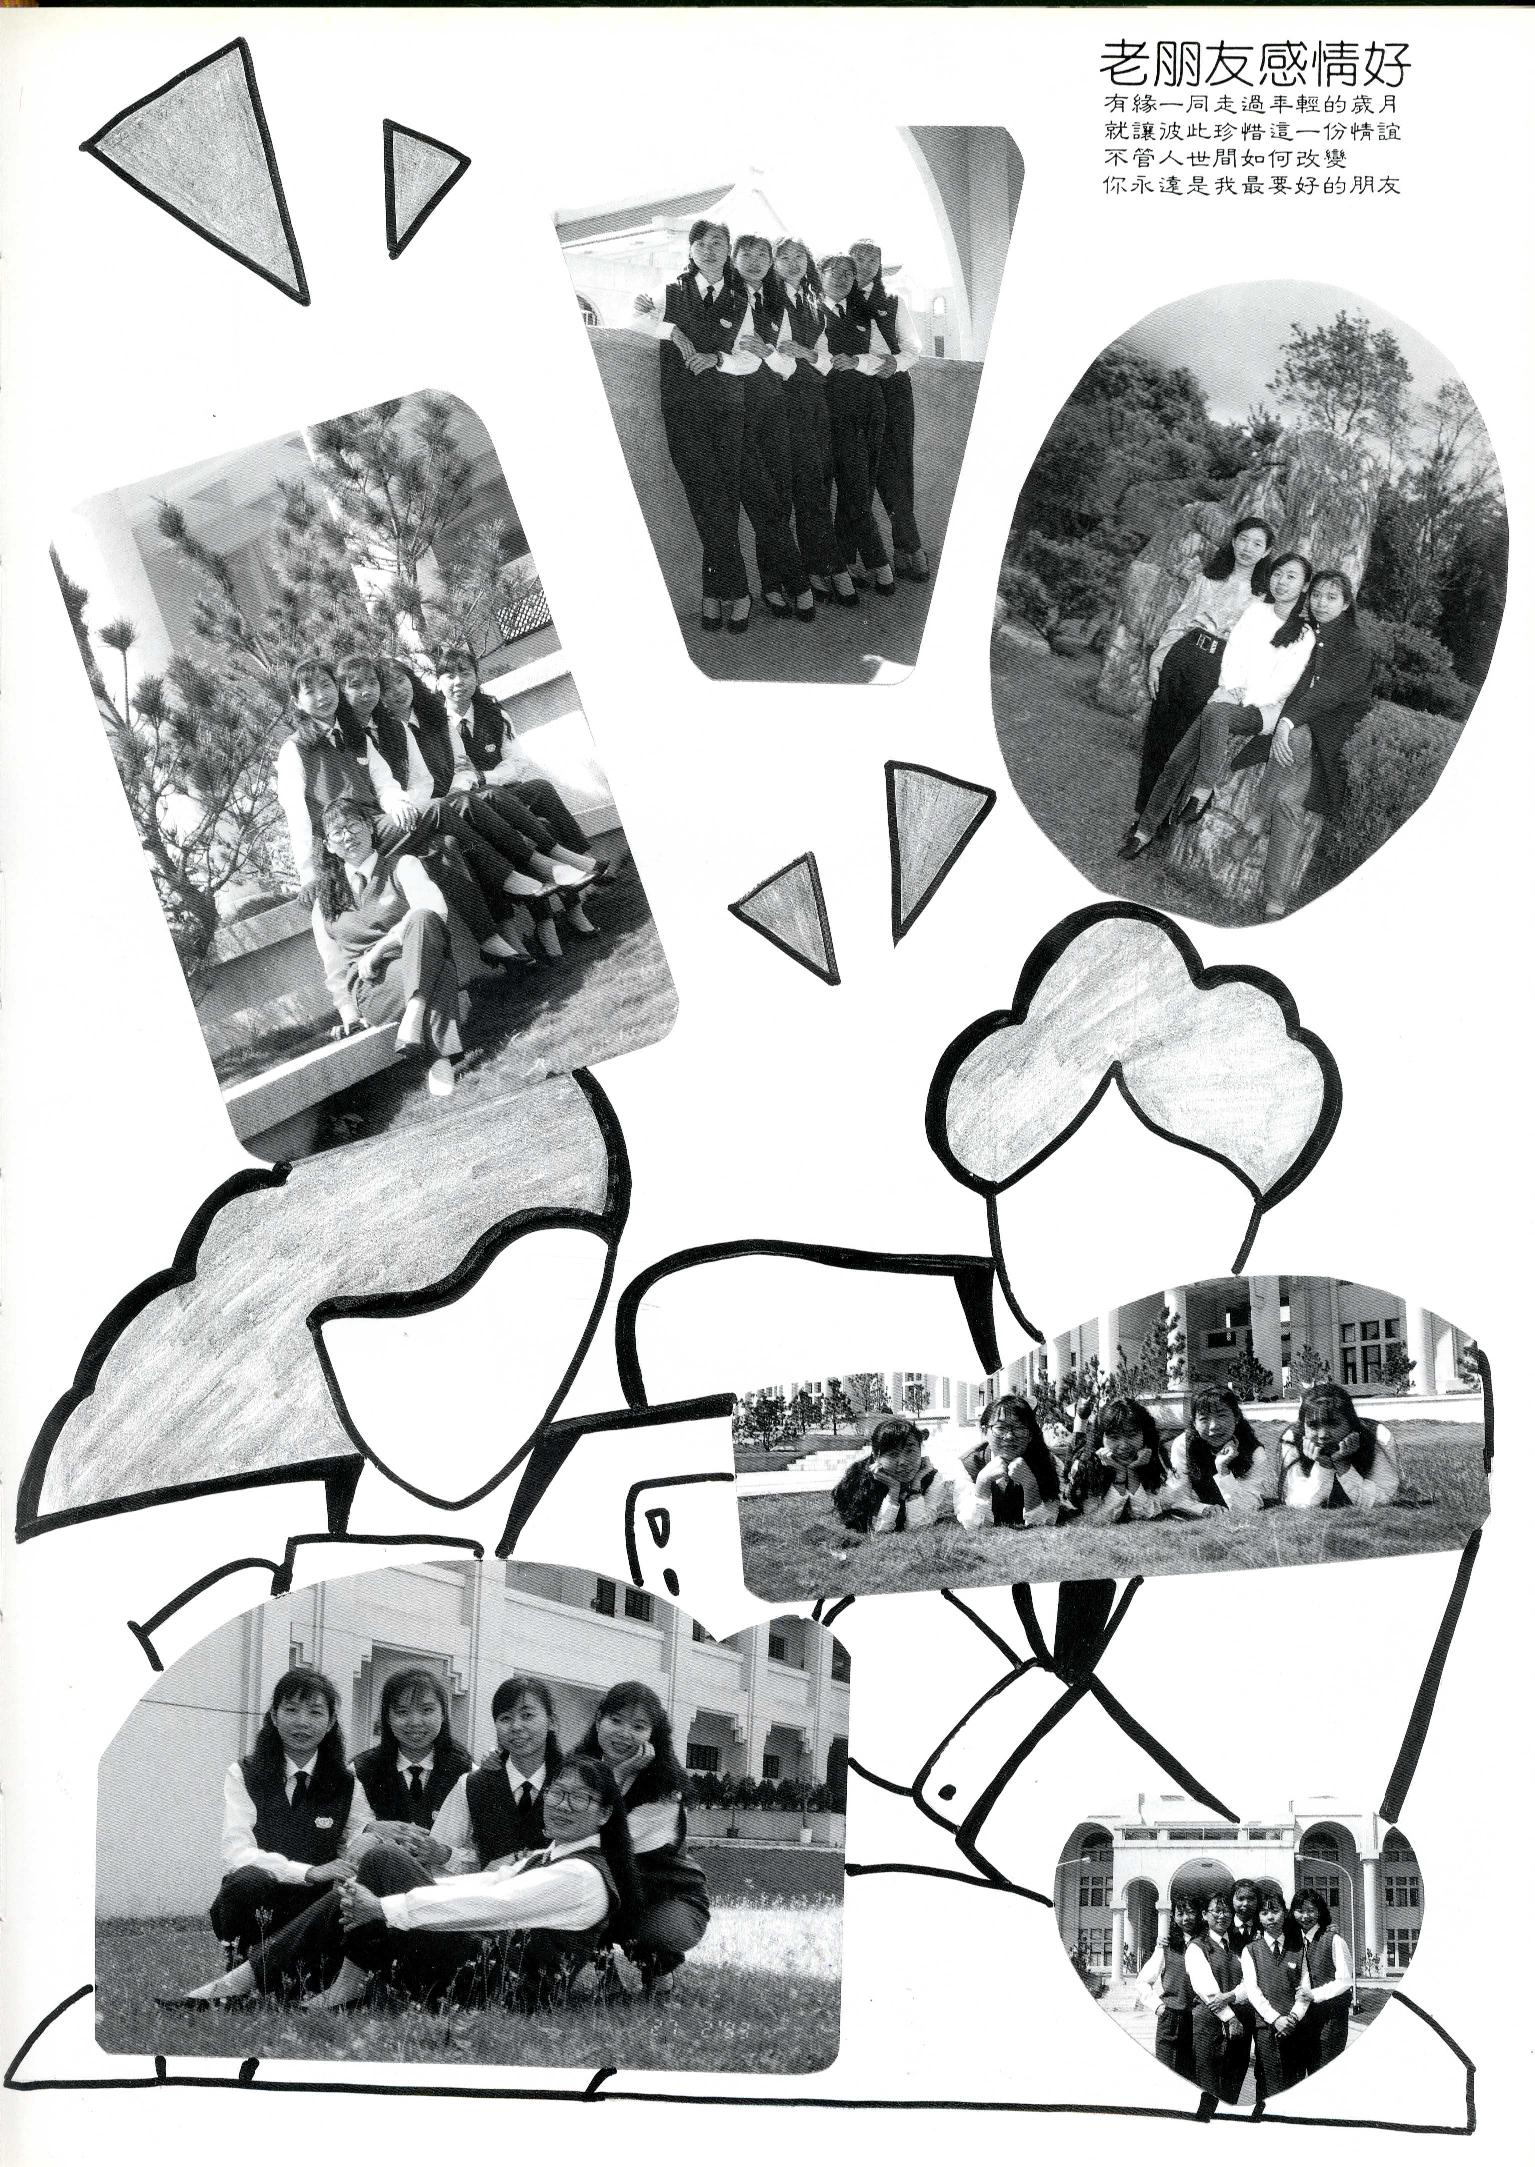 老朋友感情好
有緣一同走過年輕的歲月
就讓彼此珍惜這一份情誼
不管人世間如何改變
你永遠是我最要好的朋友